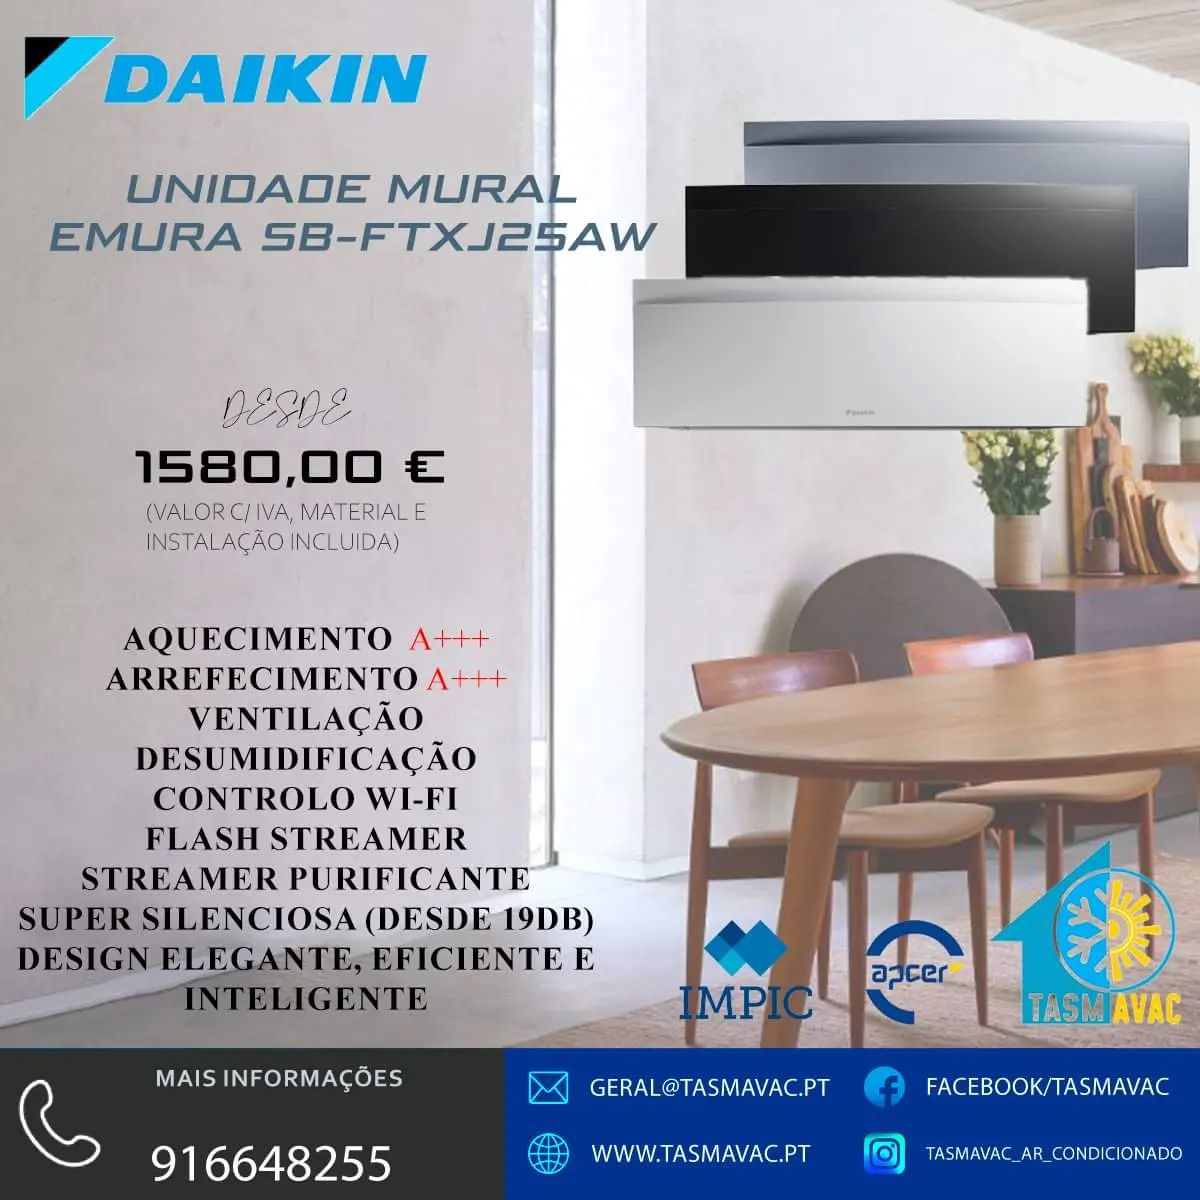 DAIKIN
UNIDADE MURAL
EMURA SB-FTXJ25AW
DAIKIN
DESDE
1580,00 €
(VALOR C/ IVA, MATERIAL E
INSTALAÇÃO INCLUIDA)
AQUECIMENTO A+++
ARREFECIMENTO A+++
VENTILAÇÃO
DESUMIDIFICAÇÃO
CONTROLO WI-FI
FLASH STREAMER
STREAMER PURIFICANTE
SUPER SILENCIOSA (DESDE 19DB)
DESIGN ELEGANTE, EFICIENTE E
INTELIGENTE
IMPIC
apcer
TASMAVAC
MAIS INFORMAÇÕES
916648255
GERAL@TASMAVAC.PT
FACEBOOK/TASMAVAC
WWW.TASMAVAC.PT
TASMAVAC_AR_CONDICIONADO